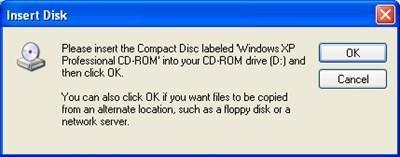 Insert Disk
Please insert the Compact Disc labeled 'Windows XP
Professional CD-ROM' into your CD-ROM drive (D:) and
then click OK.
You can also click OK if you want files to be copied
from an alternate location, such as a floppy disk or a
network server.
OK
Cancel